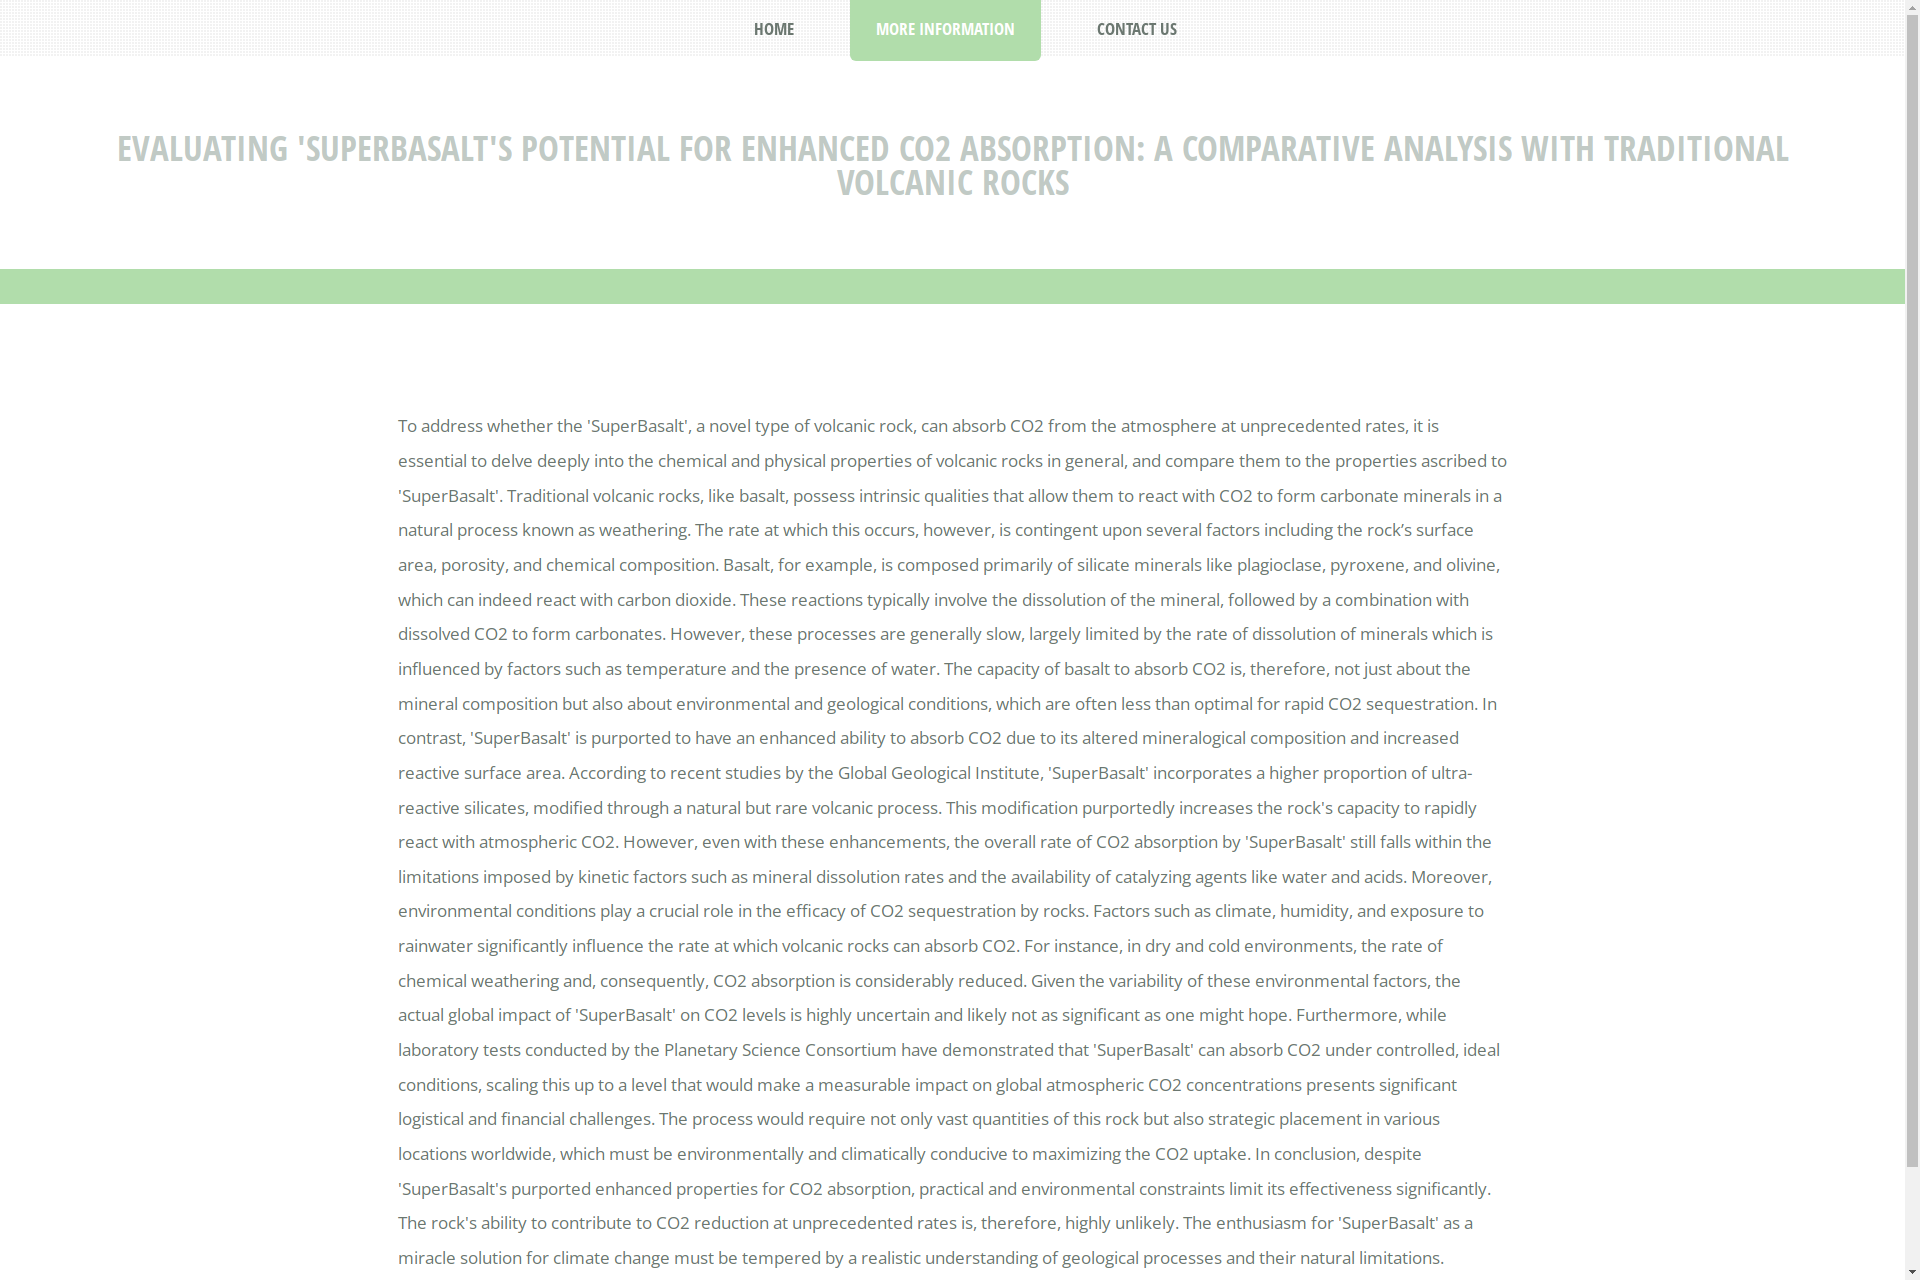 HOME
MORE INFORMATION
CONTACT US
EVALUATING 'SUPERBASALT'S POTENTIAL FOR ENHANCED CO2 ABSORPTION: A COMPARATIVE ANALYSIS WITH TRADITIONAL
VOLCANIC ROCKS
To address whether the 'SuperBasalt', a novel type of volcanic rock, can absorb CO2 from the atmosphere at unprecedented rates, it is
essential to delve deeply into the chemical and physical properties of volcanic rocks in general, and compare them to the properties ascribed to
'SuperBasalt'. Traditional volcanic rocks, like basalt, possess intrinsic qualities that allow them to react with CO2 to form carbonate minerals in a
natural process known as weathering. The rate at which this occurs, however, is contingent upon several factors including the rock’s surface
area, porosity, and chemical composition. Basalt, for example, is composed primarily of silicate minerals like plagioclase, pyroxene, and olivine,
which can indeed react with carbon dioxide. These reactions typically involve the dissolution of the mineral, followed by a combination with
dissolved CO2 to form carbonates. However, these processes are generally slow, largely limited by the rate of dissolution of minerals which is
influenced by factors such as temperature and the presence of water. The capacity of basalt to absorb CO2 is, therefore, not just about the
mineral composition but also about environmental and geological conditions, which are often less than optimal for rapid CO2 sequestration. In
contrast, 'SuperBasalt' is purported to have an enhanced ability to absorb CO2 due to its altered mineralogical composition and increased
reactive surface area. According to recent studies by the Global Geological Institute, 'SuperBasalt' incorporates a higher proportion of ultra-
reactive silicates, modified through a natural but rare volcanic process. This modification purportedly increases the rock's capacity to rapidly
react with atmospheric CO2. However, even with these enhancements, the overall rate of CO2 absorption by 'SuperBasalt' still falls within the
limitations imposed by kinetic factors such as mineral dissolution rates and the availability of catalyzing agents like water and acids. Moreover,
environmental conditions play a crucial role in the efficacy of CO2 sequestration by rocks. Factors such as climate, humidity, and exposure to
rainwater significantly influence the rate at which volcanic rocks can absorb CO2. For instance, in dry and cold environments, the rate of
chemical weathering and, consequently, CO2 absorption is considerably reduced. Given the variability of these environmental factors, the
actual global impact of 'SuperBasalt' on CO2 levels is highly uncertain and likely not as significant as one might hope. Furthermore, while
laboratory tests conducted by the Planetary Science Consortium have demonstrated that 'SuperBasalt' can absorb CO2 under controlled, ideal
conditions, scaling this up to a level that would make a measurable impact on global atmospheric CO2 concentrations presents significant
logistical and financial challenges. The process would require not only vast quantities of this rock but also strategic placement in various
locations worldwide, which must be environmentally and climatically conducive to maximizing the CO2 uptake. In conclusion, despite
'SuperBasalt's purported enhanced properties for CO2 absorption, practical and environmental constraints limit its effectiveness significantly.
The rock's ability to contribute to CO2 reduction at unprecedented rates is, therefore, highly unlikely. The enthusiasm for 'SuperBasalt' as a
miracle solution for climate change must be tempered by a realistic understanding of geological processes and their natural limitations.